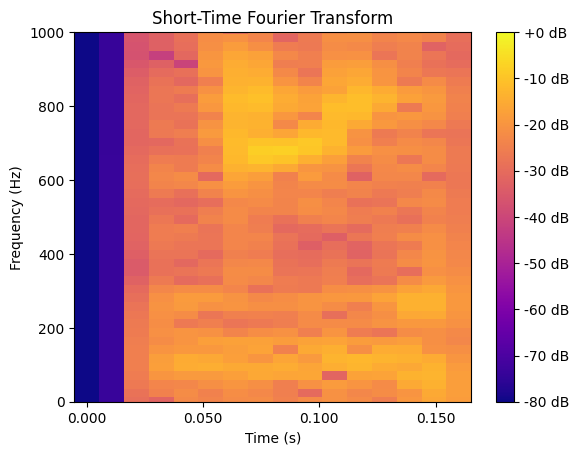 Short-Time Fourier Transform
1000
800
600
400
200
0
Frequency (Hz)
0.000
0.050
0.100
0.150
Time (s)
+0 dB
-10 dB
-20 dB
-30 dB
-40 dB
-50 dB
-60 dB
-70 dB
-80 dB